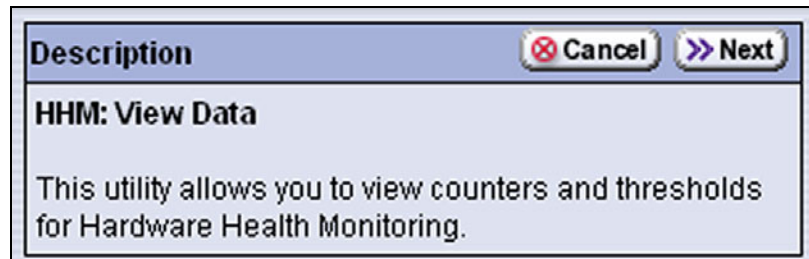 Description Cancel Next
HHM: View Data
This utility allows you to view counters and thresholds
for Hardware Health Monitoring.